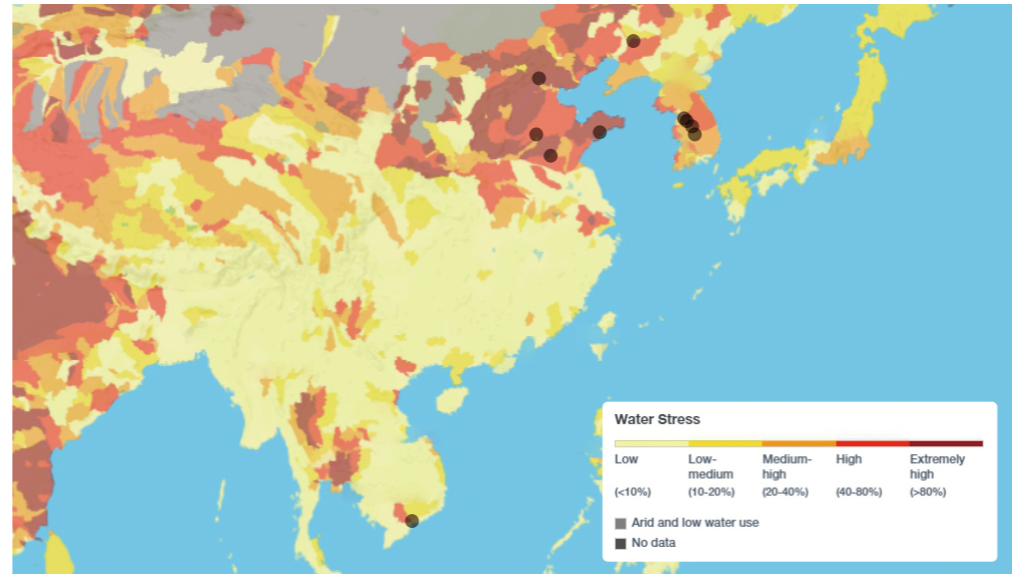 Water Stress
Low Low- Medium- High Extremely
medium high high
(<10%) (10-20%) (20-40%) (40-80%) (>80%)
Arid and low water use
No data